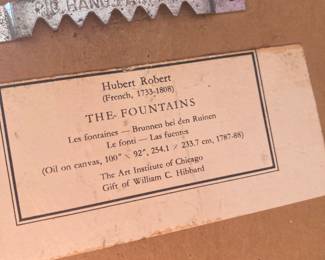 HANG
Hubert Robert
(French, 1733-1808)
THE FOUNTAINS
Les fontaines — Brunnen bei den Ruinen
Le fonti — Las fuentes
(Oil on canvas, 100" × 92", 254.1 × 233.7 cm, 1787-88)
The Art Institute of Chicago
Gift of William C. Hibbard